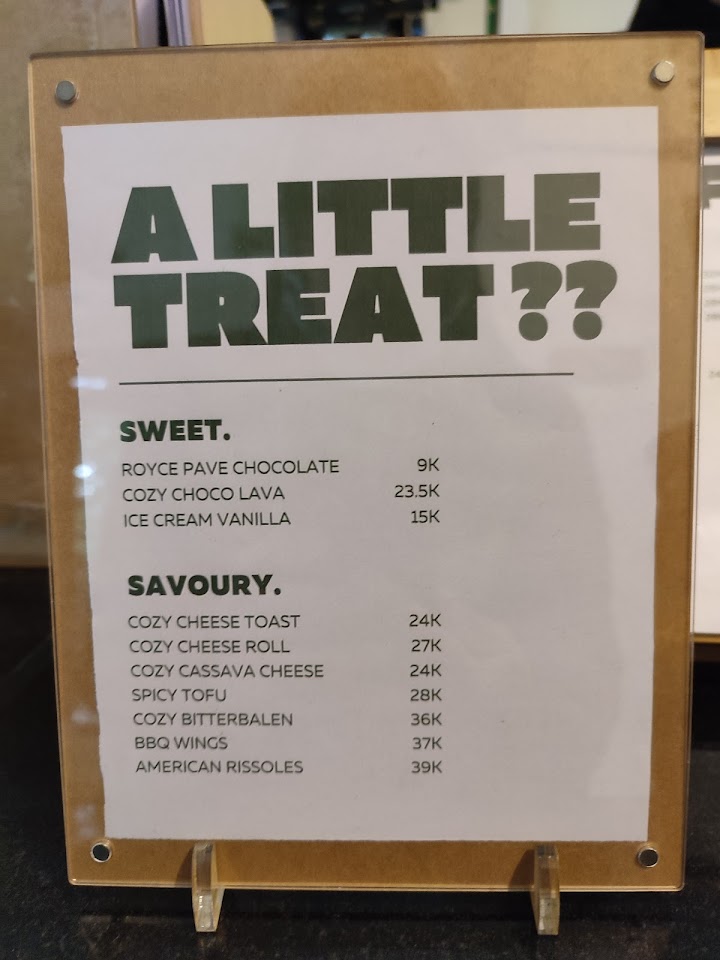 A LITTLE
TREAT??
SWEET.
ROYCE PAVE CHOCOLATE 9K
COZY CHOCO LAVA 23.5K
ICE CREAM VANILLA 15K
SAVOURY.
COZY CHEESE TOAST 24K
COZY CHEESE ROLL 27K
COZY CASSAVA CHEESE 24K
SPICY TOFU 28K
COZY BITTERBALEN 36K
BBQ WINGS 37K
AMERICAN RISSOLES 39K